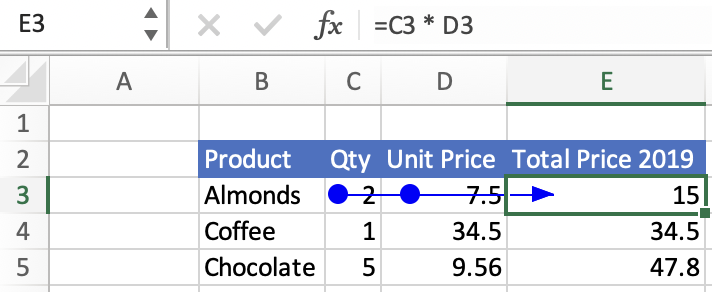 E3 fx =C3 * D3
A B C D E
1
2 Product Qty Unit Price Total Price 2019
3 Almonds 2 7.5 15
4 Coffee 1 34.5 34.5
5 Chocolate 5 9.56 47.8